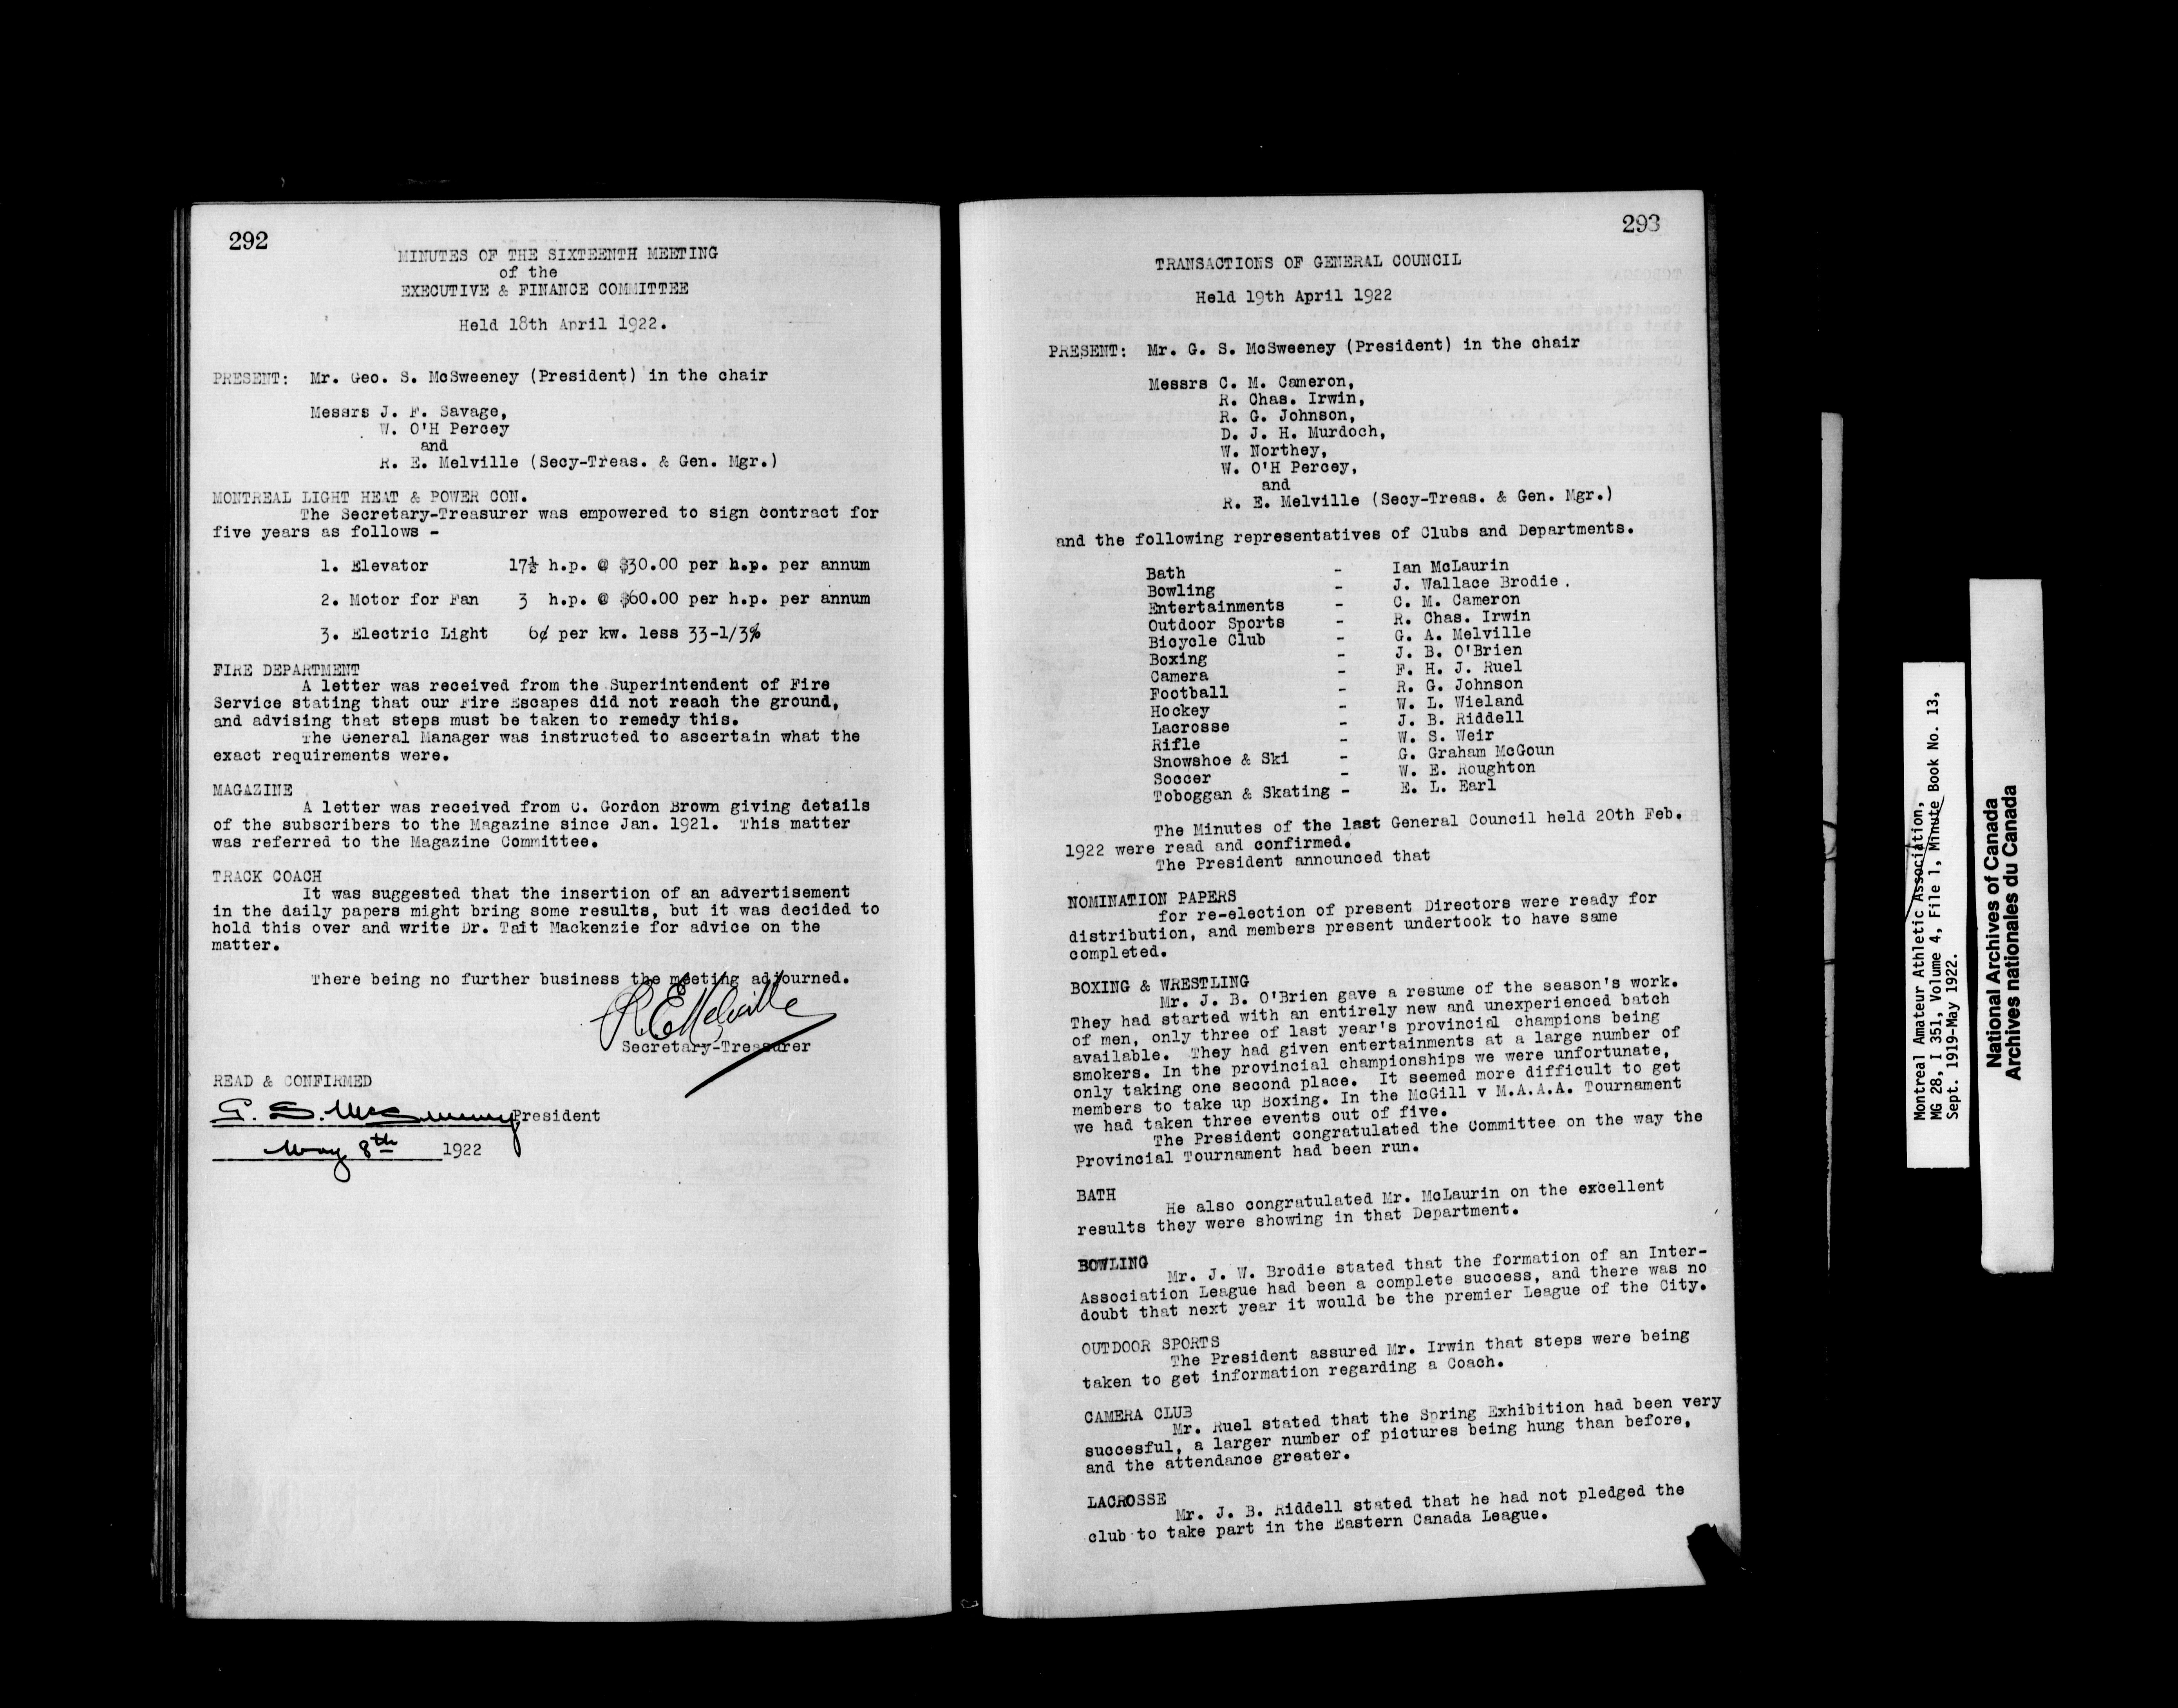 292
MINUTES OF THE SIXTEENTH MEETING
of the
EXECUTIVE & FINANCE COMMITTEE
Held 18th April 1922.
PRESENT: Mr. Geo. S. McSweeney (President) in the chair
Messrs J. F. Savage,
W. O'H Percey
and
R. E. Melville (Secy-Treas. & Gen. Mgr.)
MONTREAL LIGHT HEAT & POWER CON.
The Secretary-Treasurer was empowered to sign contract for
five years as follows -
1. Elevator 17½ h.p. @ $30.00 per h.p. per annum
2. Motor for Fan 3 h.p. @ $60.00 per h.p. per annum
3. Electric Light 6¢ per kw. less 33-1/3%
FIRE DEPARTMENT
A letter was received from the Superintendent of Fire
Service stating that our Fire Escapes did not reach the ground,
and advising that steps must be taken to remedy this.
The General Manager was instructed to ascertain what the
exact requirements were.
MAGAZINE
A letter was received from C. Gordon Brown giving details
of the subscribers to the Magazine since Jan. 1921. This matter
was referred to the Magazine Committee.
TRACK COACH
It was suggested that the insertion of an advertisement
in the daily papers might bring some results, but it was decided to
hold this over and write Dr. Tait Mackenzie for advice on the
matter.
There being no further business the meeting adjourned.
R E Melville
Secretary-Treasurer
READ & CONFIRMED
G. S. McSweeney President
May 8th 1922
293
TRANSACTIONS OF GENERAL COUNCIL
Held 19th April 1922
PRESENT: Mr. G. S. McSweeney (President) in the chair
Messrs C. M. Cameron,
R. Chas. Irwin,
R. G. Johnson,
D. J. H. Murdoch,
W. Northey,
W. O'H Percey,
and
R. E. Melville (Secy-Treas. & Gen. Mgr.)
and the following representatives of Clubs and Departments.
Bath - Ian McLaurin
Bowling - J. Wallace Brodie.
Entertainments - C. M. Cameron
Outdoor Sports - R. Chas. Irwin
Bicycle Club - G. A. Melville
Boxing - J. B. O'Brien
Camera - F. H. J. Ruel
Football - R. G. Johnson
Hockey - W. L. Wieland
Lacrosse - J. B. Riddell
Rifle - W. S. Weir
Snowshoe & Ski - G. Graham McGoun
Soccer - W. E. Roughton
Toboggan & Skating - E. L. Earl
The Minutes of the last General Council held 20th Feb.
1922 were read and confirmed.
The President announced that
NOMINATION PAPERS
for re-election of present Directors were ready for
distribution, and members present undertook to have same
completed.
BOXING & WRESTLING
Mr. J. B. O'Brien gave a resume of the season's work.
They had started with an entirely new and unexperienced batch
of men, only three of last year's provincial champions being
available. They had given entertainments at a large number of
smokers. In the provincial championships we were unfortunate,
only taking one second place. It seemed more difficult to get
members to take up Boxing. In the McGill v M.A.A.A. Tournament
we had taken three events out of five.
The President congratulated the Committee on the way the
Provincial Tournament had been run.
BATH
He also congratulated Mr. McLaurin on the excellent
results they were showing in that Department.
BOWLING
Mr. J. W. Brodie stated that the formation of an Inter-
Association League had been a complete success, and there was no
doubt that next year it would be the premier League of the City.
OUTDOOR SPORTS
The President assured Mr. Irwin that steps were being
taken to get information regarding a Coach.
CAMERA CLUB
Mr. Ruel stated that the Spring Exhibition had been very
succesful, a larger number of pictures being hung than before,
and the attendance greater.
LACROSSE
Mr. J. B. Riddell stated that he had not pledged the
club to take part in the Eastern Canada League.
Montreal Amateur Athletic Association,
MG 28, I 351, Volume 4, File 1, Minute Book No. 13,
Sept. 1919-May 1922.
National Archives of Canada
Archives nationales du Canada